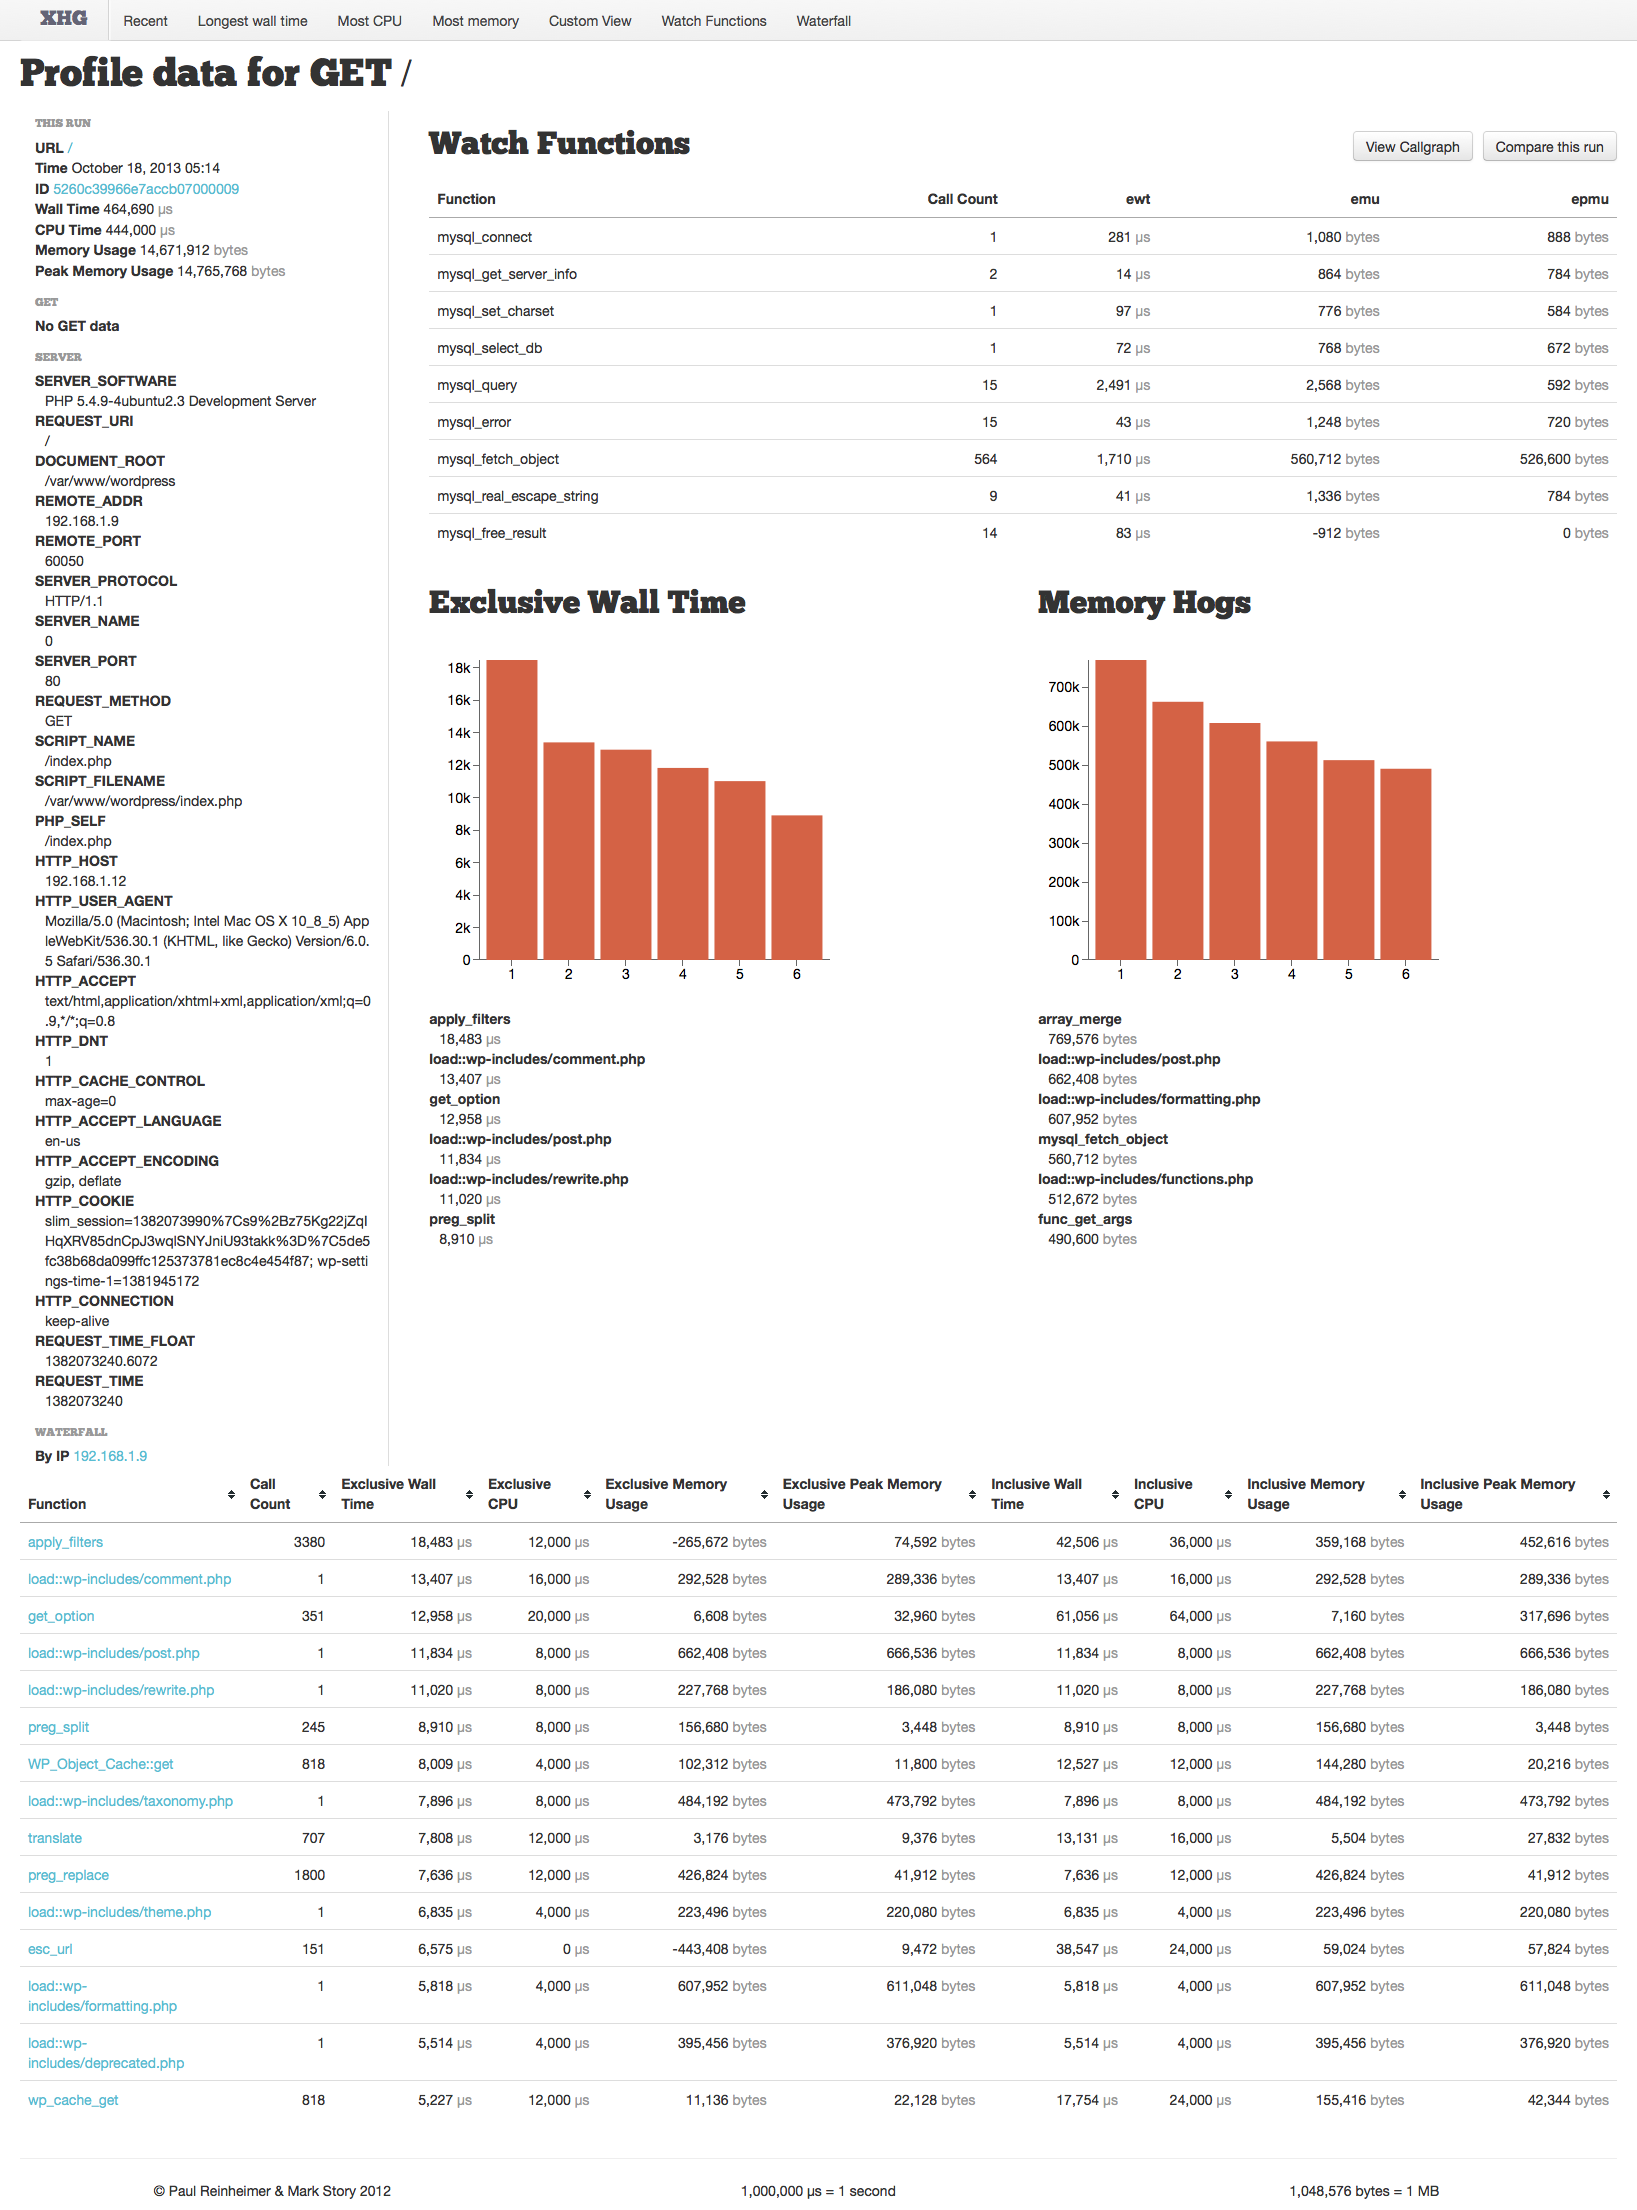 XHG Recent Longest wall time Most CPU Most memory Custom View Watch Functions Waterfall
Profile data for GET /
THIS RUN
URL /
Time October 18, 2013 05:14
ID 5260c39966e7accb07000009
Wall Time 464,690 µs
CPU Time 444,000 µs
Memory Usage 14,671,912 bytes
Peak Memory Usage 14,765,768 bytes
GET
No GET data
SERVER
SERVER_SOFTWARE
PHP 5.4.9-4ubuntu2.3 Development Server
REQUEST_URI
/
DOCUMENT_ROOT
/var/www/wordpress
REMOTE_ADDR
192.168.1.9
REMOTE_PORT
60050
SERVER_PROTOCOL
HTTP/1.1
SERVER_NAME
0
SERVER_PORT
80
REQUEST_METHOD
GET
SCRIPT_NAME
/index.php
SCRIPT_FILENAME
/var/www/wordpress/index.php
PHP_SELF
/index.php
HTTP_HOST
192.168.1.12
HTTP_USER_AGENT
Mozilla/5.0 (Macintosh; Intel Mac OS X 10_8_5) App
leWebKit/536.30.1 (KHTML, like Gecko) Version/6.0.
5 Safari/536.30.1
HTTP_ACCEPT
text/html,application/xhtml+xml,application/xml;q=0
.9,*/*;q=0.8
HTTP_DNT
1
HTTP_CACHE_CONTROL
max-age=0
HTTP_ACCEPT_LANGUAGE
en-us
HTTP_ACCEPT_ENCODING
gzip, deflate
HTTP_COOKIE
slim_session=1382073990%7Cs9%2Bz75Kg22jZqI
HqXRV85dnCpJ3wqlSNYJniU93takk%3D%7C5de5
fc38b68da099ffc125373781ec8c4e454f87; wp-setti
ngs-time-1=1381945172
HTTP_CONNECTION
keep-alive
REQUEST_TIME_FLOAT
1382073240.6072
REQUEST_TIME
1382073240
WATERFALL
By IP 192.168.1.9
Watch Functions
View Callgraph Compare this run
Function Call Count ewt emu epmu
mysql_connect 1 281 µs 1,080 bytes 888 bytes
mysql_get_server_info 2 14 µs 864 bytes 784 bytes
mysql_set_charset 1 97 µs 776 bytes 584 bytes
mysql_select_db 1 72 µs 768 bytes 672 bytes
mysql_query 15 2,491 µs 2,568 bytes 592 bytes
mysql_error 15 43 µs 1,248 bytes 720 bytes
mysql_fetch_object 564 1,710 µs 560,712 bytes 526,600 bytes
mysql_real_escape_string 9 41 µs 1,336 bytes 784 bytes
mysql_free_result 14 83 µs -912 bytes 0 bytes
Exclusive Wall Time
18k
16k
14k
12k
10k
8k
6k
4k
2k
0
1 2 3 4 5 6
apply_filters
18,483 µs
load::wp-includes/comment.php
13,407 µs
get_option
12,958 µs
load::wp-includes/post.php
11,834 µs
load::wp-includes/rewrite.php
11,020 µs
preg_split
8,910 µs
Memory Hogs
700k
600k
500k
400k
300k
200k
100k
0
1 2 3 4 5 6
array_merge
769,576 bytes
load::wp-includes/post.php
662,408 bytes
load::wp-includes/formatting.php
607,952 bytes
mysql_fetch_object
560,712 bytes
load::wp-includes/functions.php
512,672 bytes
func_get_args
490,600 bytes
Call Exclusive Wall Exclusive Exclusive Memory Exclusive Peak Memory Inclusive Wall Inclusive Inclusive Memory Inclusive Peak Memory
Function Count Time CPU Usage Usage Time CPU Usage Usage
apply_filters 3380 18,483 µs 12,000 µs -265,672 bytes 74,592 bytes 42,506 µs 36,000 µs 359,168 bytes 452,616 bytes
load::wp-includes/comment.php 1 13,407 µs 16,000 µs 292,528 bytes 289,336 bytes 13,407 µs 16,000 µs 292,528 bytes 289,336 bytes
get_option 351 12,958 µs 20,000 µs 6,608 bytes 32,960 bytes 61,056 µs 64,000 µs 7,160 bytes 317,696 bytes
load::wp-includes/post.php 1 11,834 µs 8,000 µs 662,408 bytes 666,536 bytes 11,834 µs 8,000 µs 662,408 bytes 666,536 bytes
load::wp-includes/rewrite.php 1 11,020 µs 8,000 µs 227,768 bytes 186,080 bytes 11,020 µs 8,000 µs 227,768 bytes 186,080 bytes
preg_split 245 8,910 µs 8,000 µs 156,680 bytes 3,448 bytes 8,910 µs 8,000 µs 156,680 bytes 3,448 bytes
WP_Object_Cache::get 818 8,009 µs 4,000 µs 102,312 bytes 11,800 bytes 12,527 µs 12,000 µs 144,280 bytes 20,216 bytes
load::wp-includes/taxonomy.php 1 7,896 µs 8,000 µs 484,192 bytes 473,792 bytes 7,896 µs 8,000 µs 484,192 bytes 473,792 bytes
translate 707 7,808 µs 12,000 µs 3,176 bytes 9,376 bytes 13,131 µs 16,000 µs 5,504 bytes 27,832 bytes
preg_replace 1800 7,636 µs 12,000 µs 426,824 bytes 41,912 bytes 7,636 µs 12,000 µs 426,824 bytes 41,912 bytes
load::wp-includes/theme.php 1 6,835 µs 4,000 µs 223,496 bytes 220,080 bytes 6,835 µs 4,000 µs 223,496 bytes 220,080 bytes
esc_url 151 6,575 µs 0 µs -443,408 bytes 9,472 bytes 38,547 µs 24,000 µs 59,024 bytes 57,824 bytes
load::wp- 1 5,818 µs 4,000 µs 607,952 bytes 611,048 bytes 5,818 µs 4,000 µs 607,952 bytes 611,048 bytes
includes/formatting.php
load::wp- 1 5,514 µs 4,000 µs 395,456 bytes 376,920 bytes 5,514 µs 4,000 µs 395,456 bytes 376,920 bytes
includes/deprecated.php
wp_cache_get 818 5,227 µs 12,000 µs 11,136 bytes 22,128 bytes 17,754 µs 24,000 µs 155,416 bytes 42,344 bytes
© Paul Reinheimer & Mark Story 2012 1,000,000 µs = 1 second 1,048,576 bytes = 1 MB